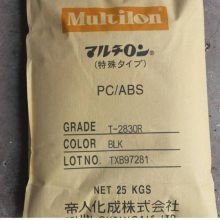 Multilon
マルチロン®
(特殊タイプ)
PC/ABS
GRADE T-2830R
COLOR BLK
LOT NO. TXB97281
NET 25 KGS
帝人化成株式会社